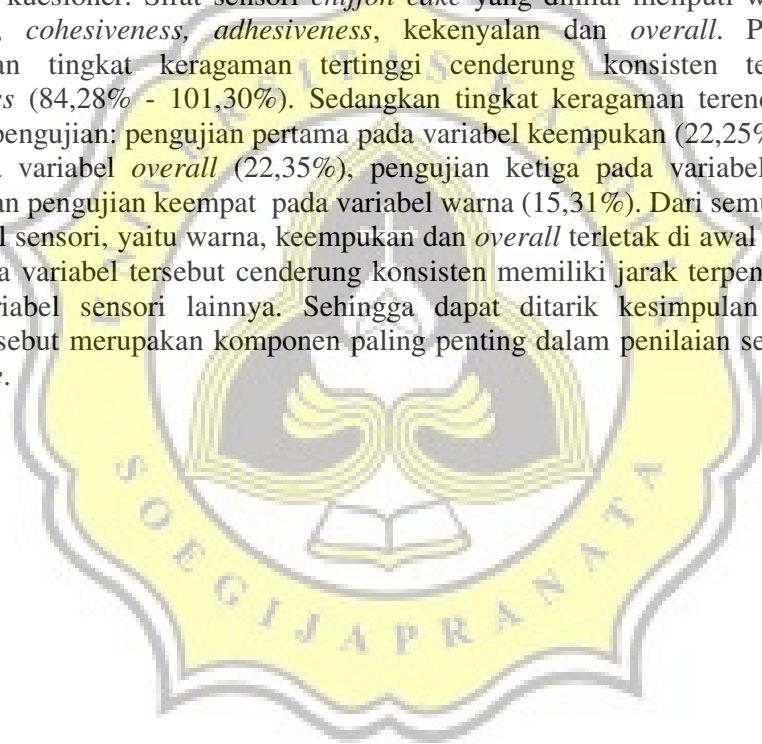 kuesioner. Sifat sensori chiffon cake yang dinilai meliputi
, cohesiveness, adhesiveness, kekenyalan dan overall. P
an tingkat keragaman tertinggi cenderung konsisten te
ss (84,28% - 101,30%). Sedangkan tingkat keragaman teren
pengujian: pengujian pertama pada variabel keempukan (22,25%
a variabel overall (22,35%), pengujian ketiga pada variabel
an pengujian keempat pada variabel warna (15,31%). Dari sem
l sensori, yaitu warna, keempukan dan overall terletak di awal
a variabel tersebut cenderung konsisten memiliki jarak terpen
riabel sensori lainnya. Sehingga dapat ditarik kesimpulan
sebut merupakan komponen paling penting dalam penilaian se
.
SOEGIJAPRANATA